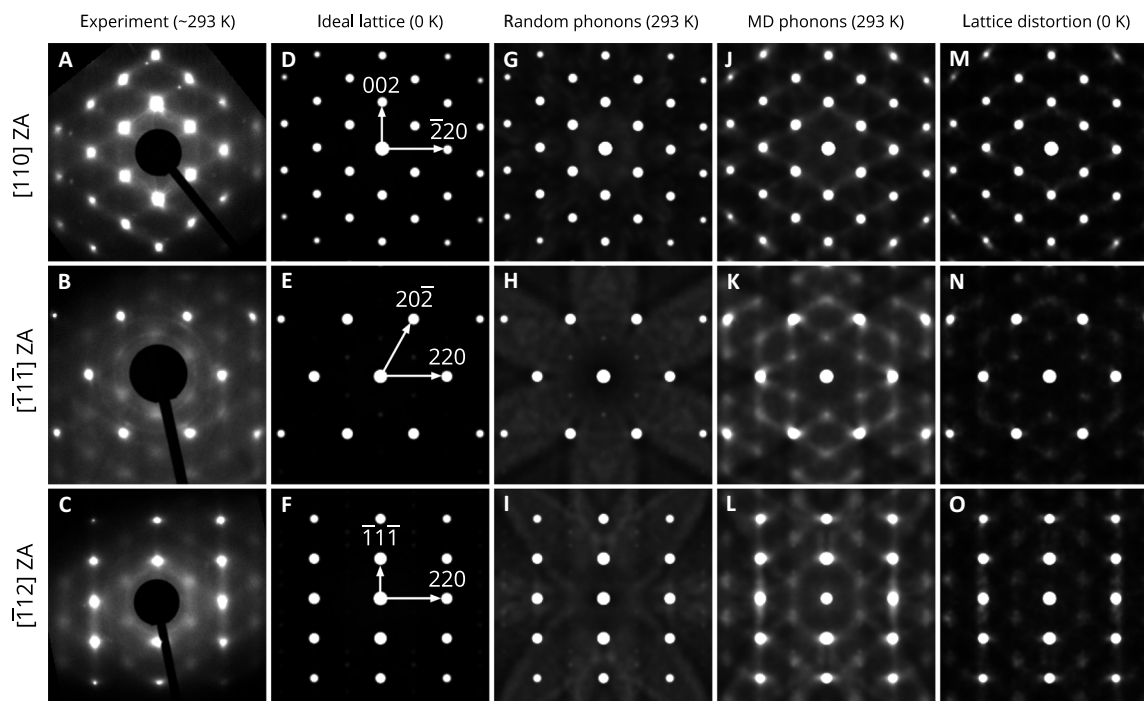 Experiment (~293 K) Ideal lattice (0 K) Random phonons (293 K) MD phonons (293 K) Lattice distortion (0 K)
[110] ZA
A D G J M
002
2̅20
[1̅11̅] ZA
B E H K N
202̅
220
[1̅12] ZA
C F I L O
1̅11̅
220